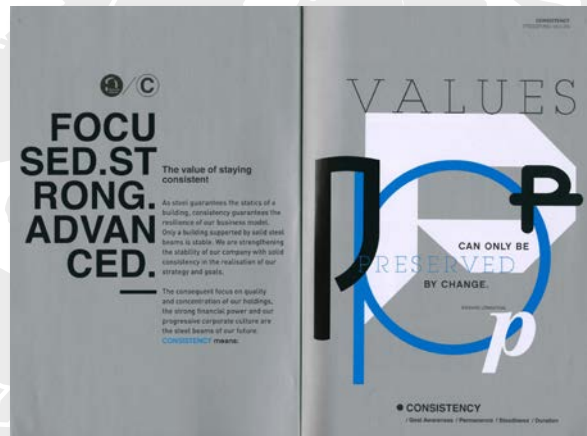 C
FOCU
SED.ST
RONG.
ADVAN
CED.
The value of staying
consistent
As steel guarantees the statics of a
building, consistency guarantees the
resilience of our business model.
Only a building supported by solid steel
beams is stable. We are strengthening
the stability of our company with solid
consistency in the realisation of our
strategy and goals.
The consequent focus on quality
and concentration of our holdings,
the strong financial power and our
progressive corporate culture are
the steel beams of our future.
CONSISTENCY means:
CONSISTENCY
VALUES
P
P
P
P
CAN ONLY BE
PRESERVED
BY CHANGE.
p
• CONSISTENCY
/ Goal Awareness / Permanence / Steadiness / Duration